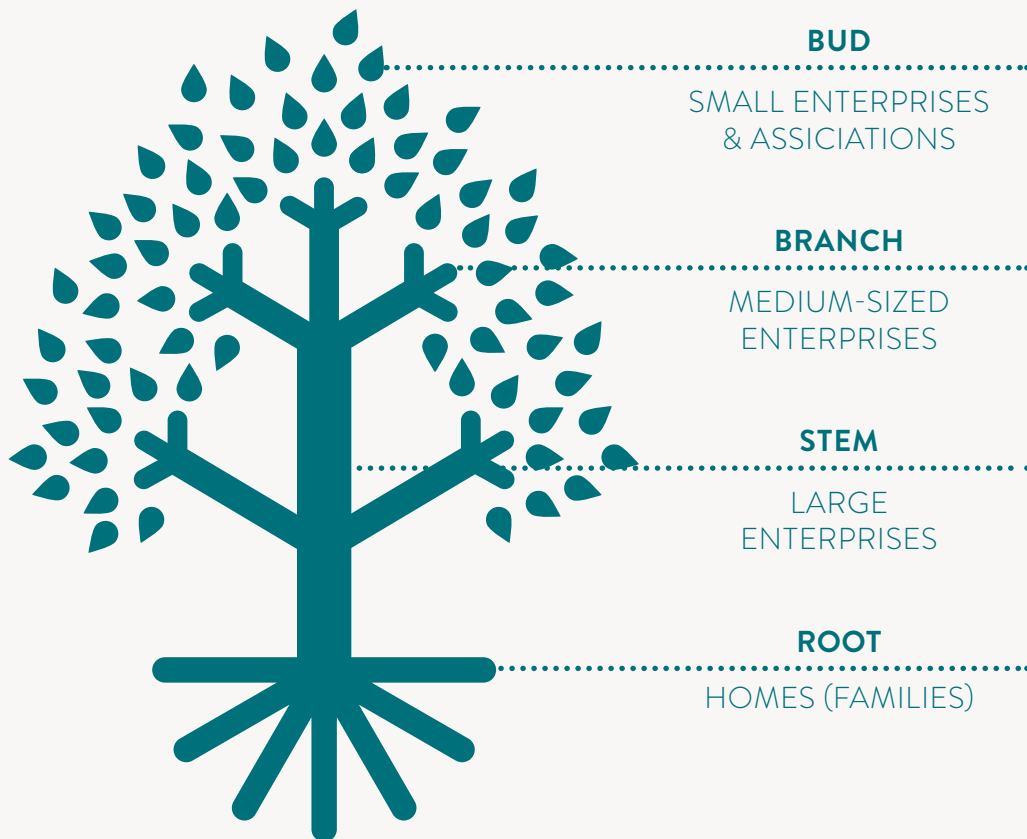 BUD
SMALL ENTERPRISES
& ASSICIATIONS
BRANCH
MEDIUM-SIZED
ENTERPRISES
STEM
LARGE
ENTERPRISES
ROOT
HOMES (FAMILIES)